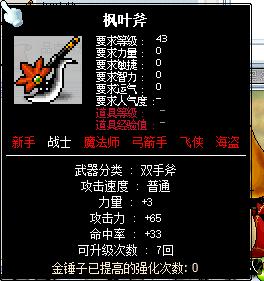 枫叶斧
要求等级： 43
要求力量： 0
要求敏捷： 0
要求智力： 0
要求运气： 0
要求人气度： -
道具等级： -
道具经验值： -
新手 战士 魔法师 弓箭手 飞侠 海盗
武器分类 : 双手斧
攻击速度 : 普通
力量 : +3
攻击力 : +65
命中率 : +33
可升级次数 : 7回
金锤子已提高的强化次数: 0